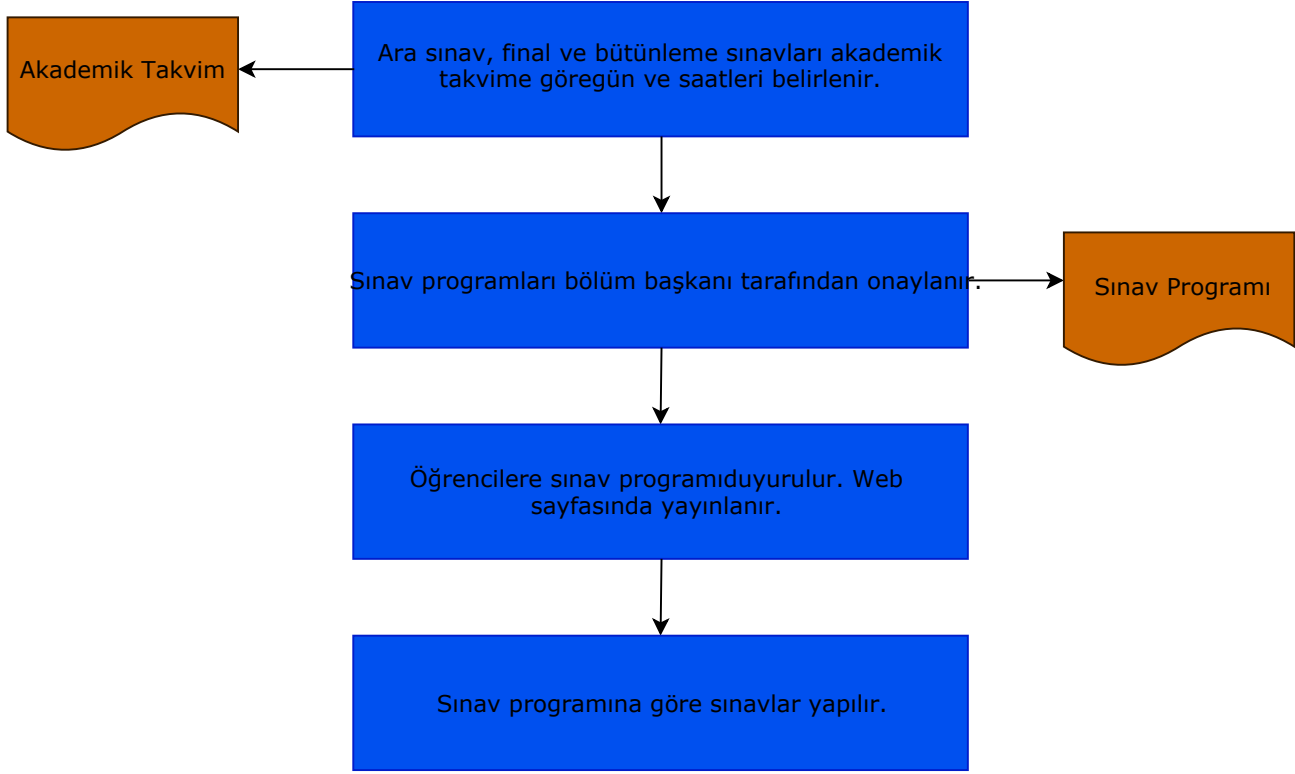 Akademik Takvim
Ara sınav, final ve bütünleme sınavları akademik
takvime göregün ve saatleri belirlenir.
Sınav programları bölüm başkanı tarafından onaylanır.
Sınav Programı
Öğrencilere sınav programıduyurulur. Web
sayfasında yayınlanır.
Sınav programına göre sınavlar yapılır.